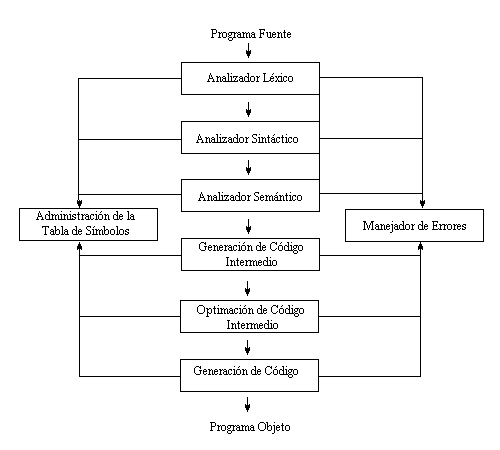 Programa Fuente
Analizador Léxico
Analizador Sintáctico
Analizador Semántico
Administración de la
Tabla de Símbolos
Manejador de Errores
Generación de Código
Intermedio
Optimación de Código
Intermedio
Generación de Código
Programa Objeto